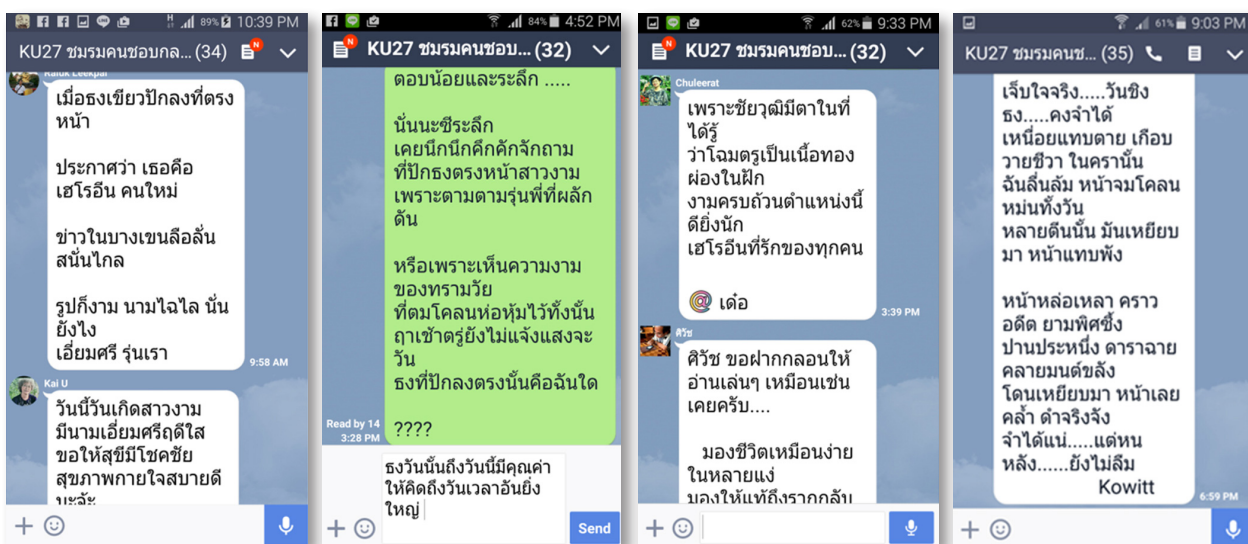 89% 10:39 PM
KU27 ชมรมคนชอบกล... (34)
N
Raluk Leekpai
เมื่อธงเขียวปักลงที่ตรง
หน้า
ประกาศว่า เธอคือ
เฮโรอีน คนใหม่
ข่าวในบางเขนลือลั่น
สนั่นไกล
รูปก็งาม นามไฉไล นั่น
ยังไง
เอี่ยมศรี รุ่นเรา
9:58 AM
Kai U
วันนี้วันเกิดสาวงาม
มีนามเอี่ยมศรีฤดีใส
ขอให้สุขีมีโชคชัย
สุขภาพกายใจสบายดี
นะจ๊ะ
84% 4:52 PM
N
KU27 ชมรมคนชอบ... (32)
ตอบน้อยและระลึก .....
นั่นนะซีระลึก
เคยนึกนึกคึกคักจักถาม
ที่ปักธงตรงหน้าสาวงาม
เพราะตามตามรุ่นพี่ที่ผลัก
ดัน
หรือเพราะเห็นความงาม
ของทรามวัย
ที่ตมโคลนห่อหุ้มไว้ทั้งนั้น
ฤาเช้าตรู่ยังไม่แจ้งแสงจะ
วัน
ธงที่ปักลงตรงนั้นคือฉันใด
????
Read by 14
3:28 PM
ธงวันนั้นถึงวันนี้มีคุณค่า
ให้คิดถึงวันเวลาอันยิ่ง
ใหญ่
Send
62% 9:33 PM
N
KU27 ชมรมคนชอบ... (32)
Chuleerat
เพราะชัยวุฒิมีตาในที่
ได้รู้
ว่าโฉมตรูเป็นเนื้อทอง
ผ่องในฝัก
งามครบถ้วนตำแหน่งนี้
ดียิ่งนัก
เฮโรอีนที่รักของทุกคน
@ เด๋อ
3:39 PM
ศิวัช
ศิวัช ขอฝากกลอนให้
อ่านเล่นๆ เหมือนเช่น
เคยครับ....
มองชีวิตเหมือนง่าย
ในหลายแง่
มองให้แท้ถึงรากกลับ
61% 9:03 PM
KU27 ชมรมคนช... (35)
เจ็บใจจริง.....วันชิง
ธง.....คงจำได้
เหนื่อยแทบตาย เกือบ
วายชีวา ในครานั้น
ฉันลื่นล้ม หน้าจมโคลน
หม่นทั้งวัน
หลายตีนนั้น มันเหยียบ
มา หน้าแทบพัง
หน้าหล่อเหลา คราว
อดีต ยามพิศซึ้ง
ปานประหนึ่ง ดาราฉาย
คลายมนต์ขลัง
โดนเหยียบมา หน้าเลย
คล้ำ ดำจริงจัง
จำได้แน่.....แต่หน
หลัง......ยังไม่ลืม
Kowitt
6:59 PM